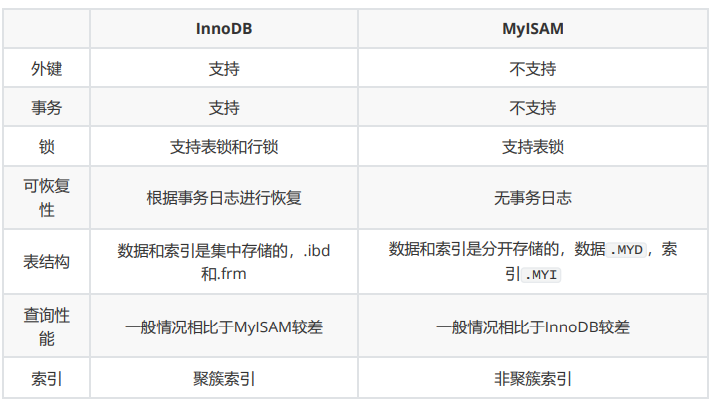 InnoDB MyISAM
外键 支持 不支持
事务 支持 不支持
锁 支持表锁和行锁 支持表锁
可恢复
性 根据事务日志进行恢复 无事务日志
表结构 数据和索引是集中存储的，.ibd
和.frm 数据和索引是分开存储的，数据 .MYD，索
引.MYI
查询性
能 一般情况相比于MyISAM较差 一般情况相比于InnoDB较差
索引 聚簇索引 非聚簇索引